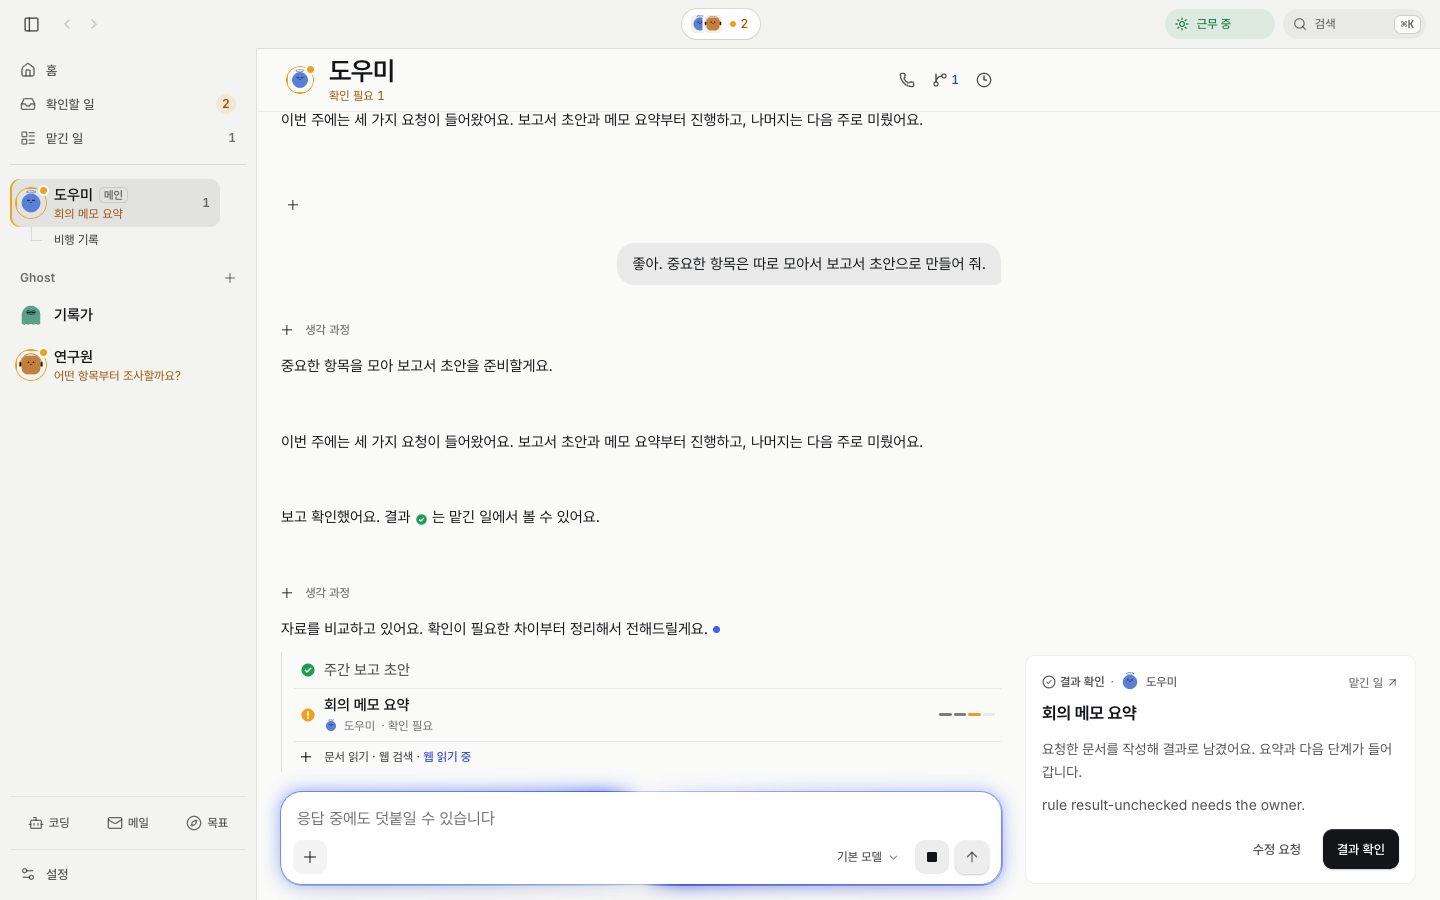 2
근무 중
검색
⌘K
홈
확인할 일
2
맡긴 일
1
도우미
메인
회의 메모 요약
1
비행 기록
Ghost
기록가
연구원
어떤 항목부터 조사할까요?
코딩
메일
목표
설정
도우미
확인 필요 1
1
이번 주에는 세 가지 요청이 들어왔어요. 보고서 초안과 메모 요약부터 진행하고, 나머지는 다음 주로 미뤘어요.
좋아. 중요한 항목은 따로 모아서 보고서 초안으로 만들어 줘.
생각 과정
중요한 항목을 모아 보고서 초안을 준비할게요.
이번 주에는 세 가지 요청이 들어왔어요. 보고서 초안과 메모 요약부터 진행하고, 나머지는 다음 주로 미뤘어요.
보고 확인했어요. 결과 는 맡긴 일에서 볼 수 있어요.
생각 과정
자료를 비교하고 있어요. 확인이 필요한 차이부터 정리해서 전해드릴게요.
주간 보고 초안
회의 메모 요약
도우미 · 확인 필요
문서 읽기 · 웹 검색 · 웹 읽기 중
응답 중에도 덧붙일 수 있습니다
기본 모델
결과 확인 · 도우미
맡긴 일
회의 메모 요약
요청한 문서를 작성해 결과로 남겼어요. 요약과 다음 단계가 들어
갑니다.
rule result-unchecked needs the owner.
수정 요청
결과 확인